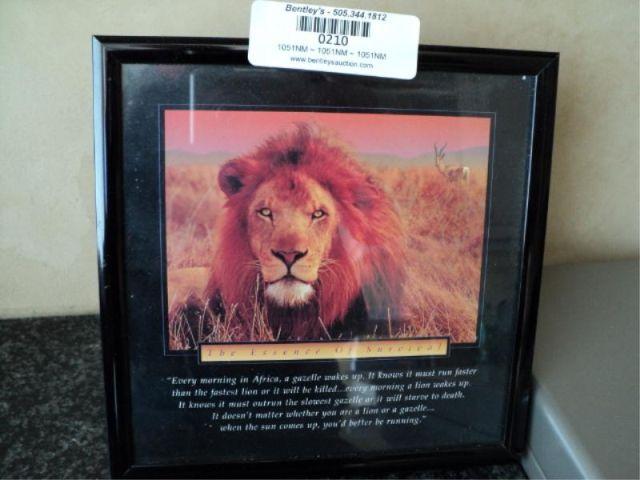 Bentley's - 505.344.1812
0210
1051NM ~ 1051NM ~ 1051NM
www.bentleysauction.com
The Essence Of Survival
"Every morning in Africa, a gazelle wakes up. It knows it must run faster
than the fastest lion or it will be killed...every morning a lion wakes up.
It knows it must outrun the slowest gazelle or it will starve to death.
It doesn't matter whether you are a lion or a gazelle...
when the sun comes up, you'd better be running."